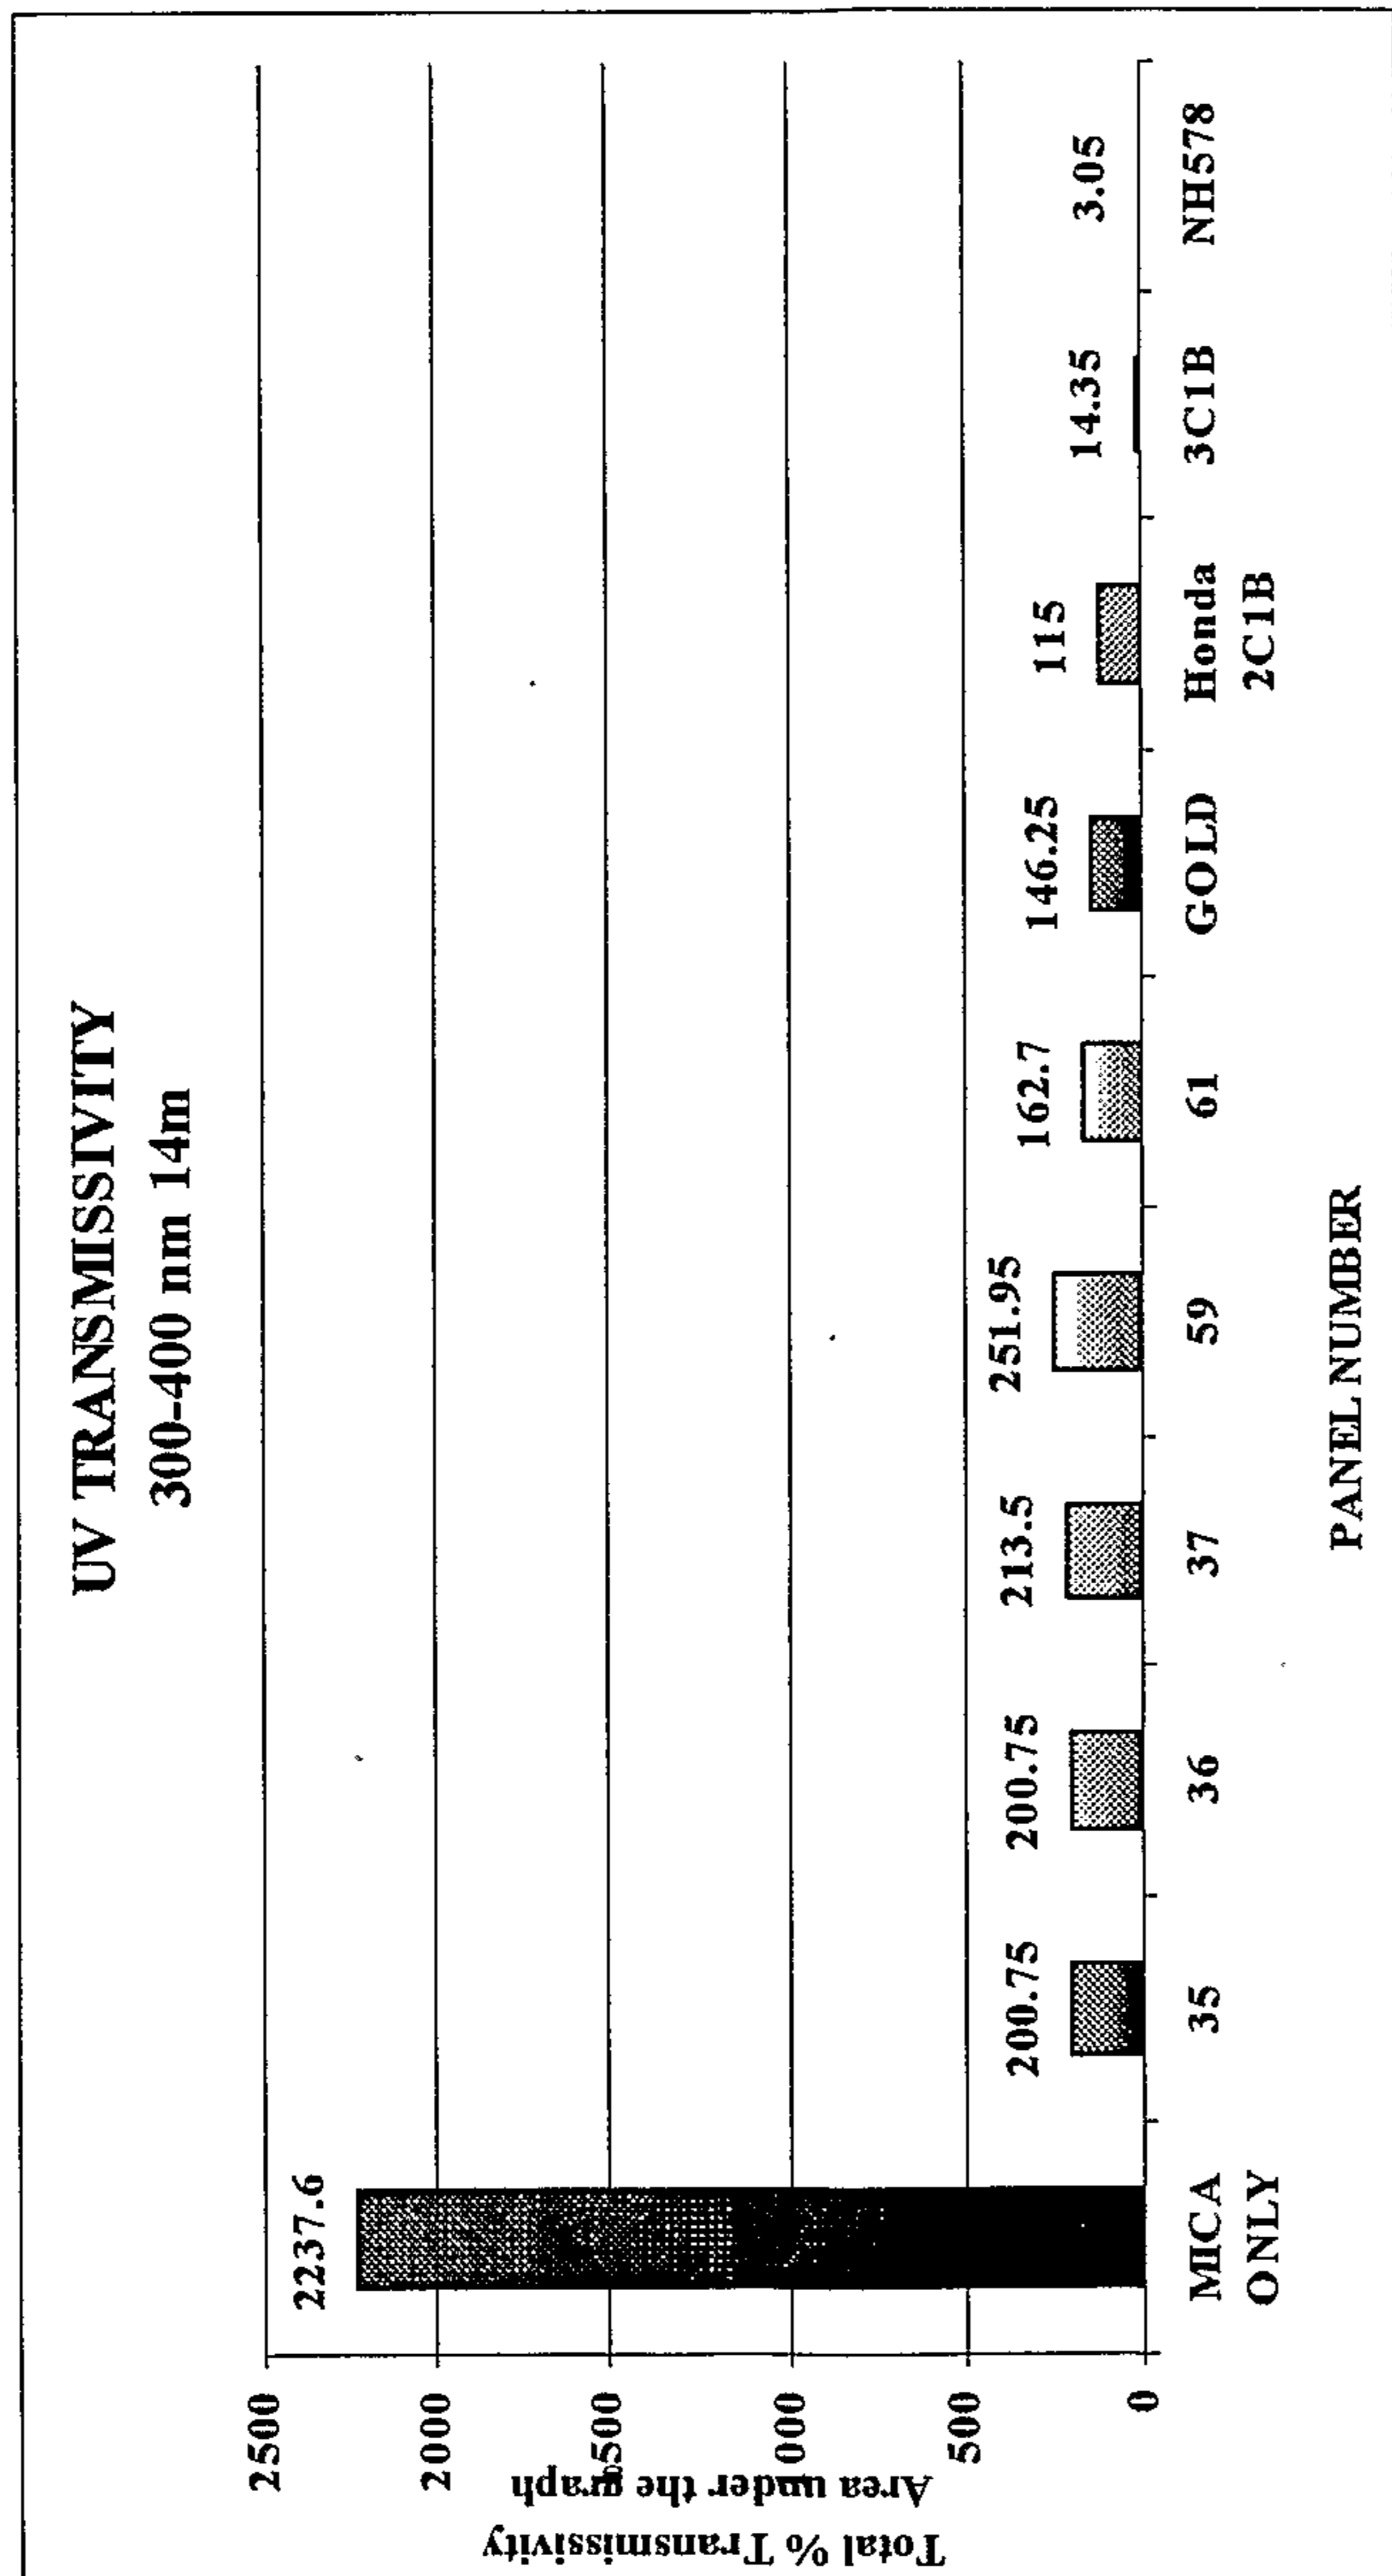 UV TRANSMISSIVITY
300-400 nm 14m
Total % Transmissivity
Area under the graph
2500
2000
500
000
500
0
2237.6
200.75
200.75
213.5
251.95
162.7
146.25
115
14.35
3.05
MICA
ONLY
35
36
37
59
61
GOLD
Honda
2C1B
3C1B
NH578
PANEL NUMBER